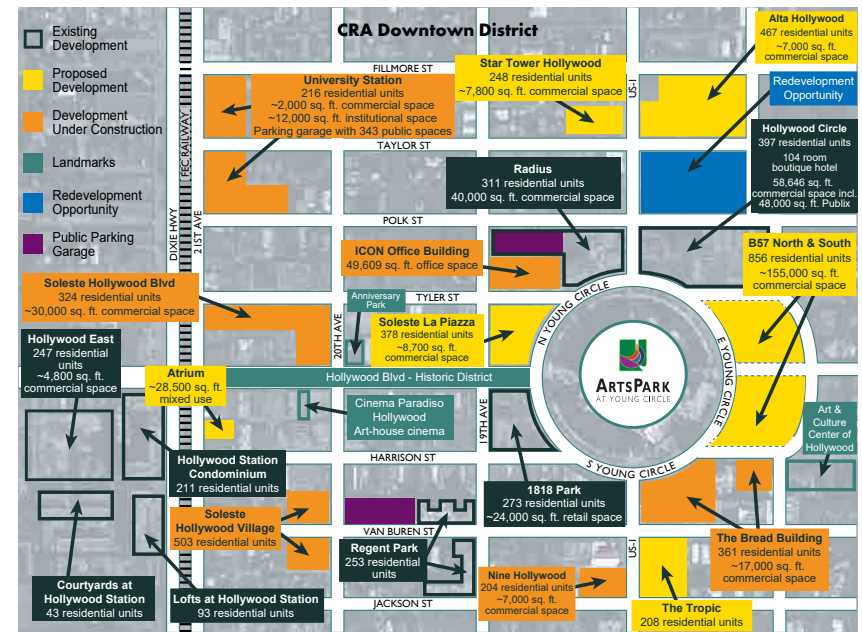 CRA Downtown District
Existing
Development
Proposed
Development
Development
Under Construction
Landmarks
Redevelopment
Opportunity
Public Parking
Garage
FILLMORE ST
TAYLOR ST
POLK ST
TYLER ST
HARRISON ST
VAN BUREN ST
JACKSON ST
DIXIE HWY
FEC RAILWAY
21ST AVE
20TH AVE
19TH AVE
US-I
US-I
N YOUNG CIRCLE
E YOUNG CIRCLE
S YOUNG CIRCLE
Hollywood Blvd - Historic District
University Station
216 residential units
~2,000 sq. ft. commercial space
~12,000 sq. ft. institutional space
Parking garage with 343 public spaces
Star Tower Hollywood
248 residential units
~7,800 sq. ft. commercial space
Alta Hollywood
467 residential units
~7,000 sq. ft.
commercial space
Redevelopment
Opportunity
Hollywood Circle
397 residential units
104 room
boutique hotel
58,646 sq. ft.
commercial space incl.
48,000 sq. ft. Publix
Radius
311 residential units
40,000 sq. ft. commercial space
ICON Office Building
49,609 sq. ft. office space
B57 North & South
856 residential units
~155,000 sq. ft.
commercial space
Soleste Hollywood Blvd
324 residential units
~30,000 sq. ft. commercial space
Anniversary
Park
Soleste La Piazza
378 residential units
~8,700 sq. ft.
commercial space
Hollywood East
247 residential
units
~4,800 sq. ft.
commercial space
Atrium
~28,500 sq. ft.
mixed use
ARTSPARK
AT YOUNG CIRCLE
Cinema Paradiso
Hollywood
Art-house cinema
Art &
Culture
Center of
Hollywood
Hollywood Station
Condominium
211 residential units
1818 Park
273 residential units
~24,000 sq. ft. retail space
Soleste
Hollywood Village
503 residential units
Regent Park
253 residential
units
The Bread Building
361 residential units
~17,000 sq. ft.
commercial space
Courtyards at
Hollywood Station
43 residential units
Lofts at Hollywood Station
93 residential units
Nine Hollywood
204 residential units
~7,000 sq. ft.
commercial space
The Tropic
208 residential units